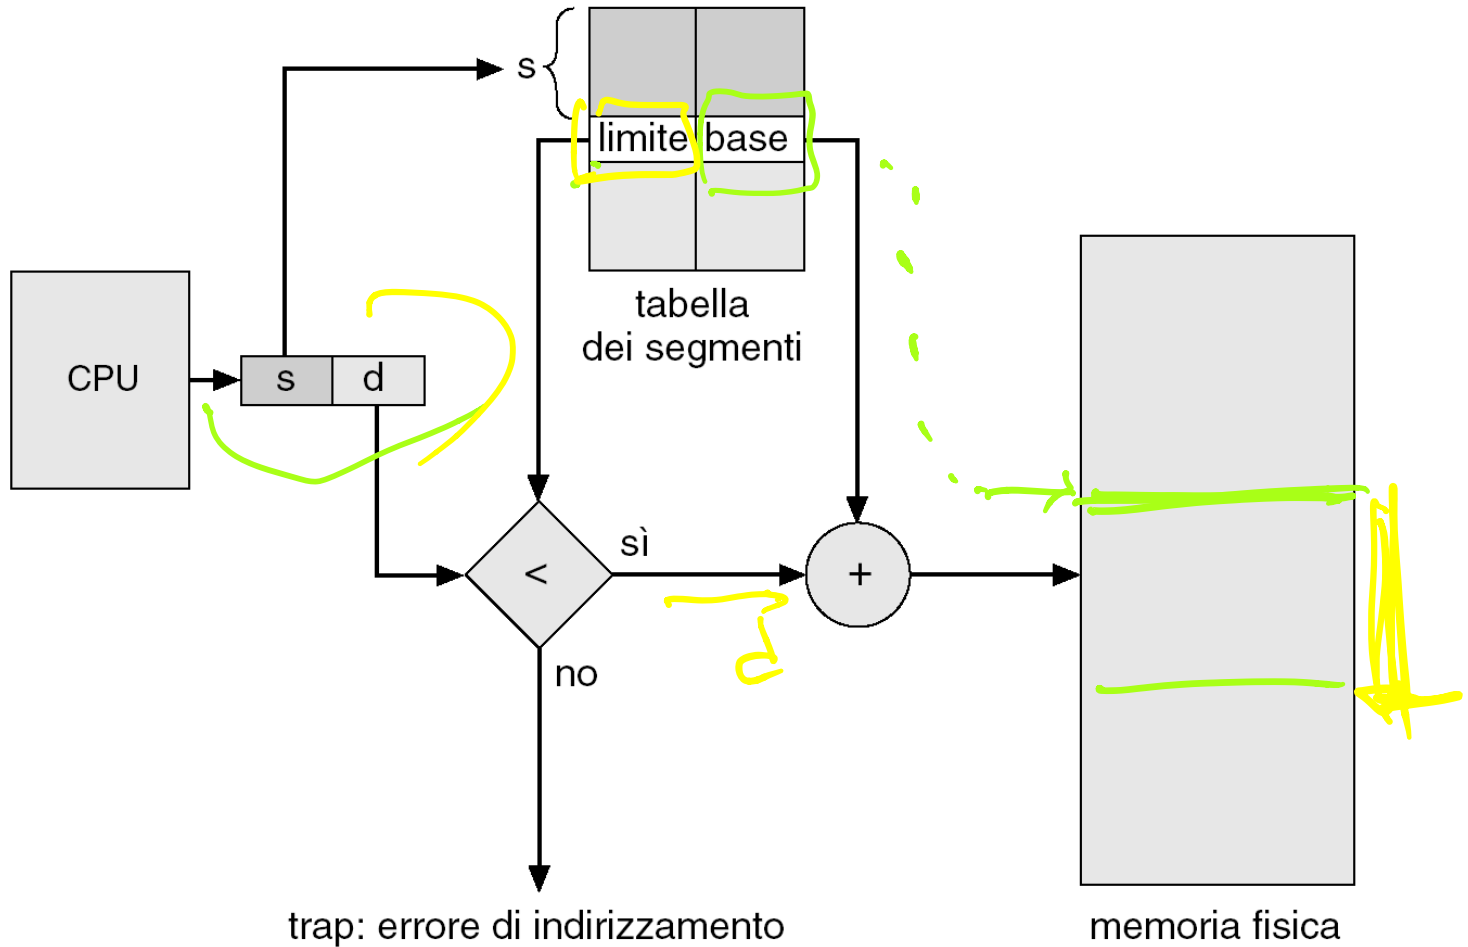 s
limite base
tabella
dei segmenti
CPU
s d
sì
<
+
d
no
trap: errore di indirizzamento
memoria fisica